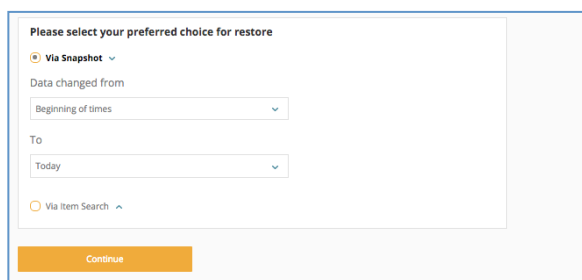 Please select your preferred choice for restore
Via Snapshot
Data changed from
Beginning of times
To
Today
Via Item Search
Continue